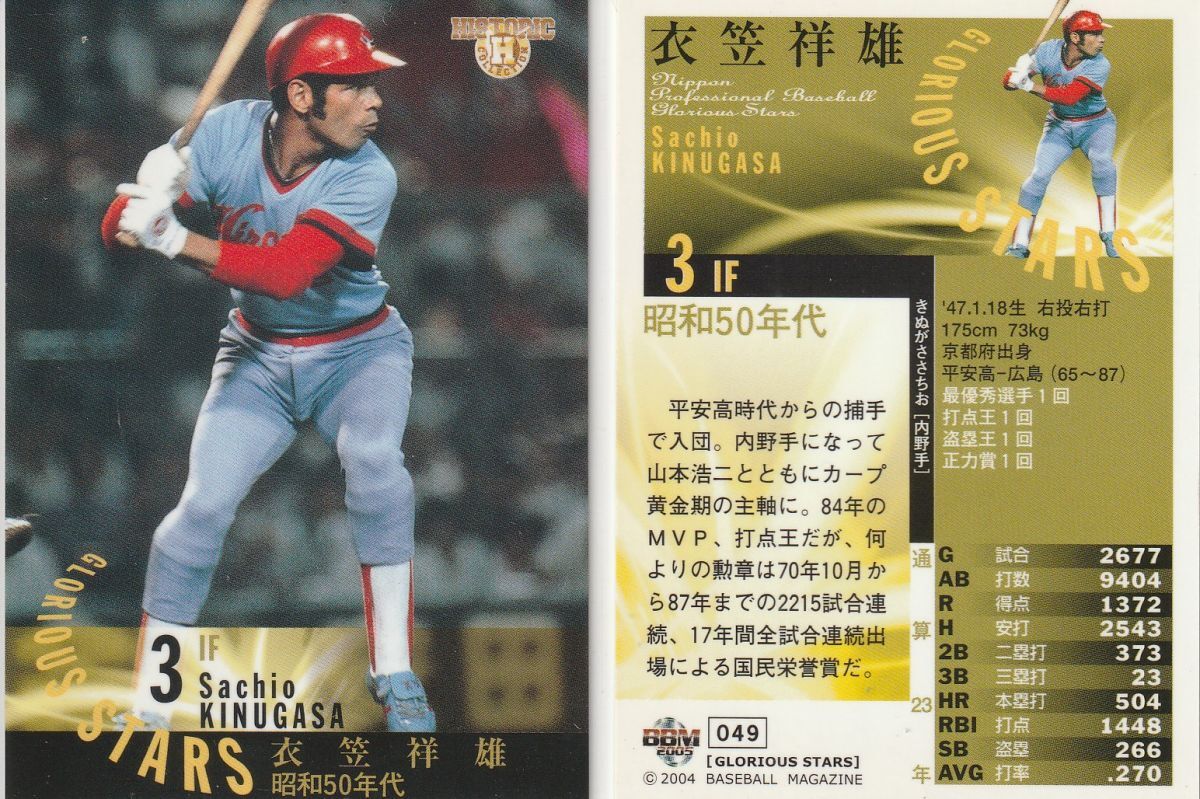 HISTORIC
H
COLLECTION
Hiros
GLORIOUS STARS
3
IF
Sachio
KINUGASA
衣笠祥雄
昭和50年代
衣笠祥雄
Nippon
Professional Baseball
Glorious Stars
Sachio
KINUGASA
GLORIOUS STARS
3 IF
昭和50年代
平安高時代からの捕手
で入団。内野手になって
山本浩二とともにカープ
黄金期の主軸に。84年の
MVP、打点王だが、何
よりの勲章は70年10月か
ら87年までの2215試合連
続、17年間全試合連続出
場による国民栄誉賞だ。
きぬがささちお [内野手]
'47.1.18生 右投右打
175cm 73kg
京都府出身
平安高-広島(65〜87)
最優秀選手1回
打点王1回
盗塁王1回
正力賞1回
通算23年
G 試合 2677
AB 打数 9404
R 得点 1372
H 安打 2543
2B 二塁打 373
3B 三塁打 23
HR 本塁打 504
RBI 打点 1448
SB 盗塁 266
AVG 打率 .270
BBM
2005
049
[GLORIOUS STARS]
© 2004 BASEBALL MAGAZINE